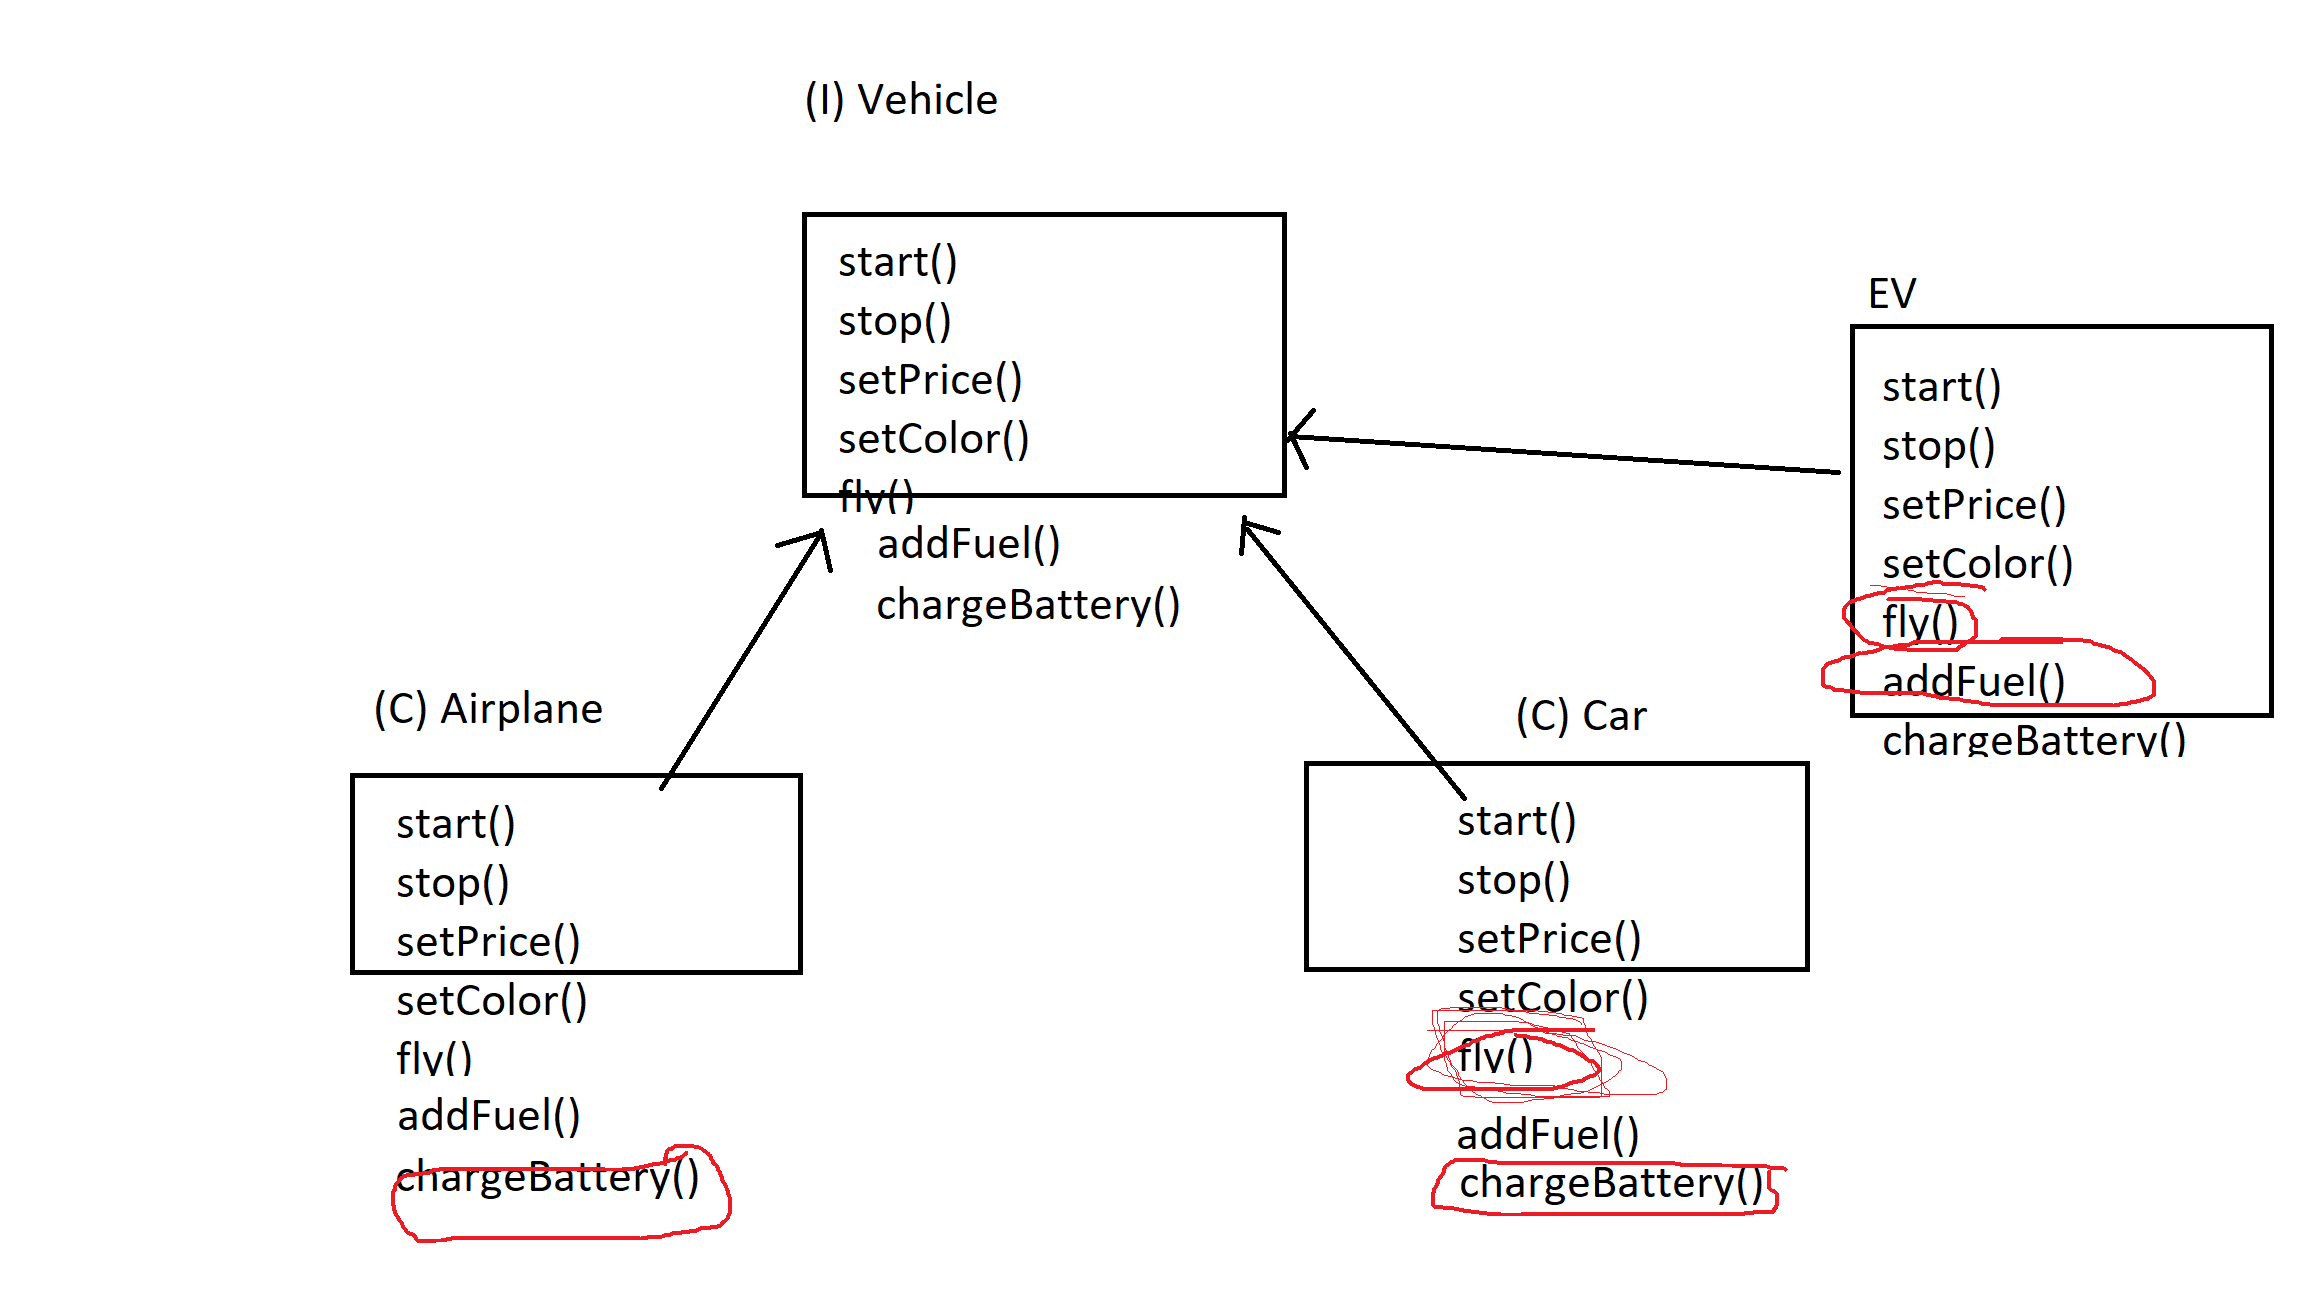 (I) Vehicle
start()
stop()
setPrice()
setColor()
fly()
addFuel()
chargeBattery()
EV
start()
stop()
setPrice()
setColor()
fly()
addFuel()
chargeBattery()
(C) Airplane
start()
stop()
setPrice()
setColor()
fly()
addFuel()
chargeBattery()
(C) Car
start()
stop()
setPrice()
setColor()
fly()
addFuel()
chargeBattery()